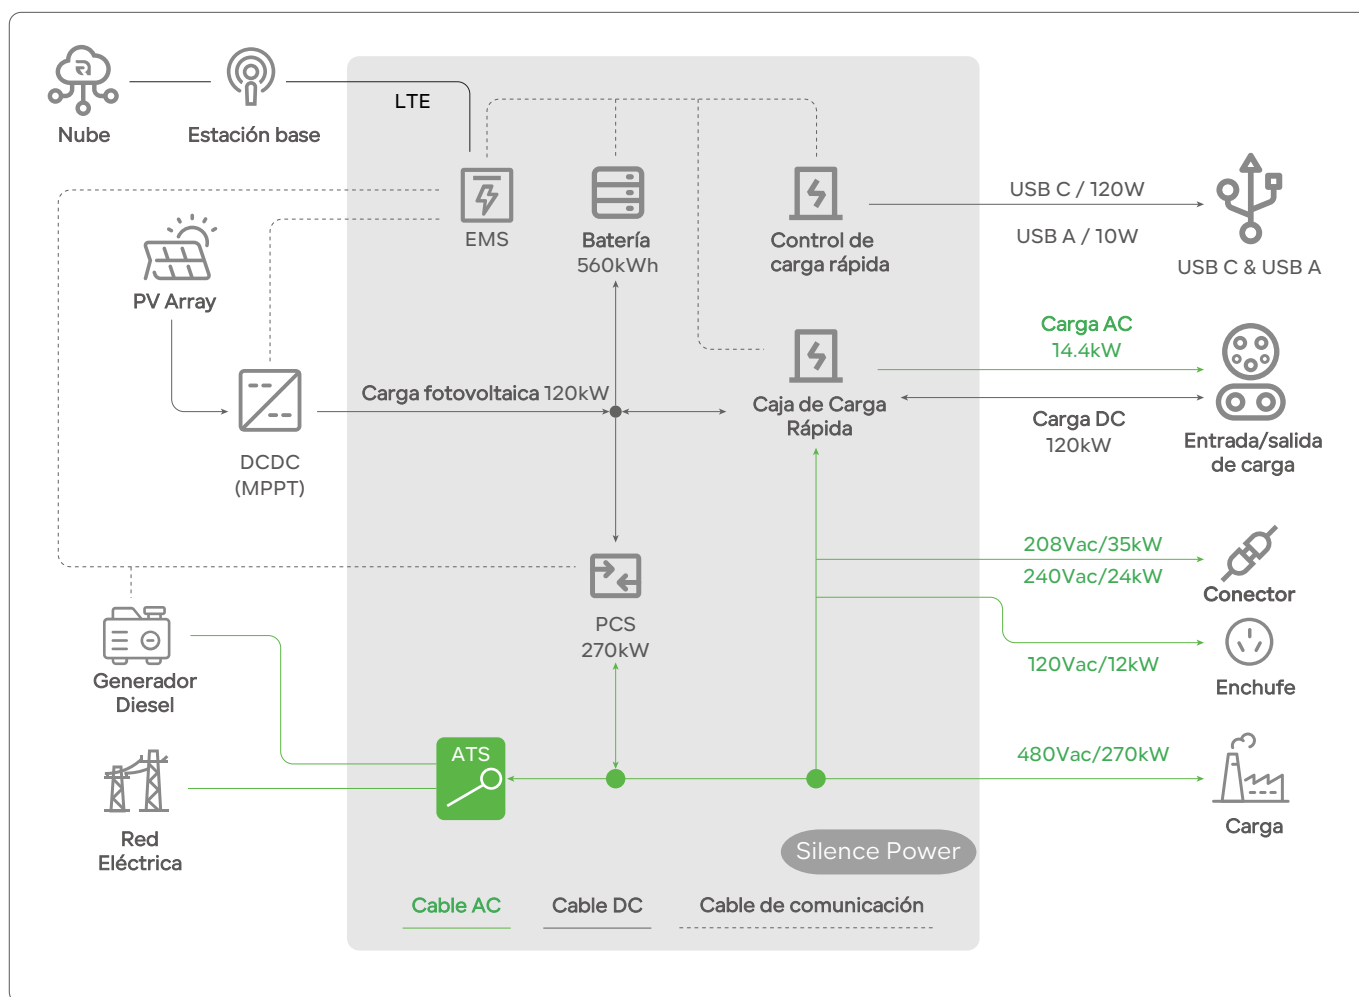 Nube
Estación base
LTE
EMS
Batería
560kWh
Control de
carga rápida
USB C / 120W
USB A / 10W
USB C & USB A
PV Array
Carga AC
14.4kW
Carga fotovoltaica 120kW
Caja de Carga
Rápida
Carga DC
120kW
Entrada/salida
de carga
DCDC
(MPPT)
208Vac/35kW
240Vac/24kW
Conector
PCS
270kW
120Vac/12kW
Enchufe
Generador
Diesel
ATS
480Vac/270kW
Carga
Red
Eléctrica
Silence Power
Cable AC
Cable DC
Cable de comunicación